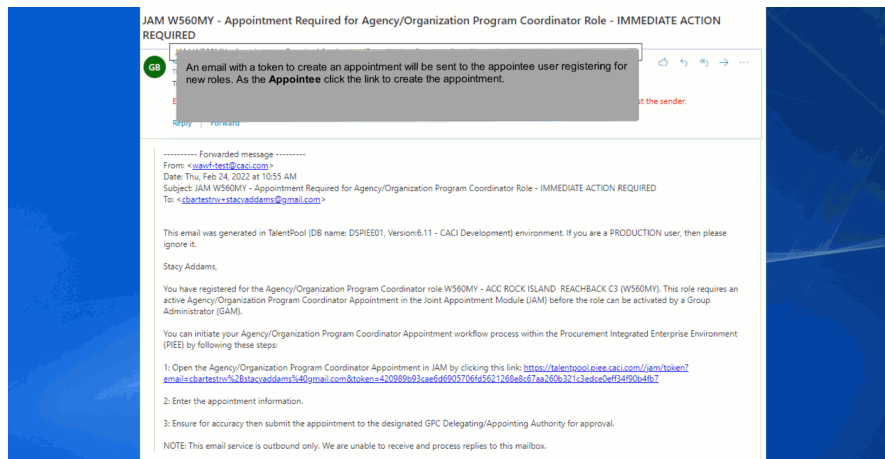 JAM W560MY - Appointment Required for Agency/Organization Program Coordinator Role - IMMEDIATE ACTION
REQUIRED
GB
An email with a token to create an appointment will be sent to the appointee user registering for
new roles. As the Appointee click the link to create the appointment.
st the sender.
Reply | Forward
---------- Forwarded message ---------
From: <wawf-test@caci.com>
Date: Thu, Feb 24, 2022 at 10:55 AM
Subject: JAM W560MY - Appointment Required for Agency/Organization Program Coordinator Role - IMMEDIATE ACTION REQUIRED
To: <cbartestrw+stacyaddams@gmail.com>
This email was generated in TalentPool (DB name: DSPIEE01, Version:6.11 - CACI Development) environment. If you are a PRODUCTION user, then please
ignore it.
Stacy Addams,
You have registered for the Agency/Organization Program Coordinator role W560MY - ACC ROCK ISLAND REACHBACK C3 (W560MY). This role requires an
active Agency/Organization Program Coordinator Appointment in the Joint Appointment Module (JAM) before the role can be activated by a Group
Administrator (GAM).
You can initiate your Agency/Organization Program Coordinator Appointment workflow process within the Procurement Integrated Enterprise Environment
(PIEE) by following these steps:
1: Open the Agency/Organization Program Coordinator Appointment in JAM by clicking this link: https://talentpool.piee.caci.com//jam/token?
email=cbartestrw%2Bstacyaddams%40gmail.com&token=420989b93cae6d6905706fd5621268e8c67aa260b321c3edce0eff34f90b4fb7
2: Enter the appointment information.
3: Ensure for accuracy then submit the appointment to the designated GPC Delegating/Appointing Authority for approval.
NOTE: This email service is outbound only. We are unable to receive and process replies to this mailbox.